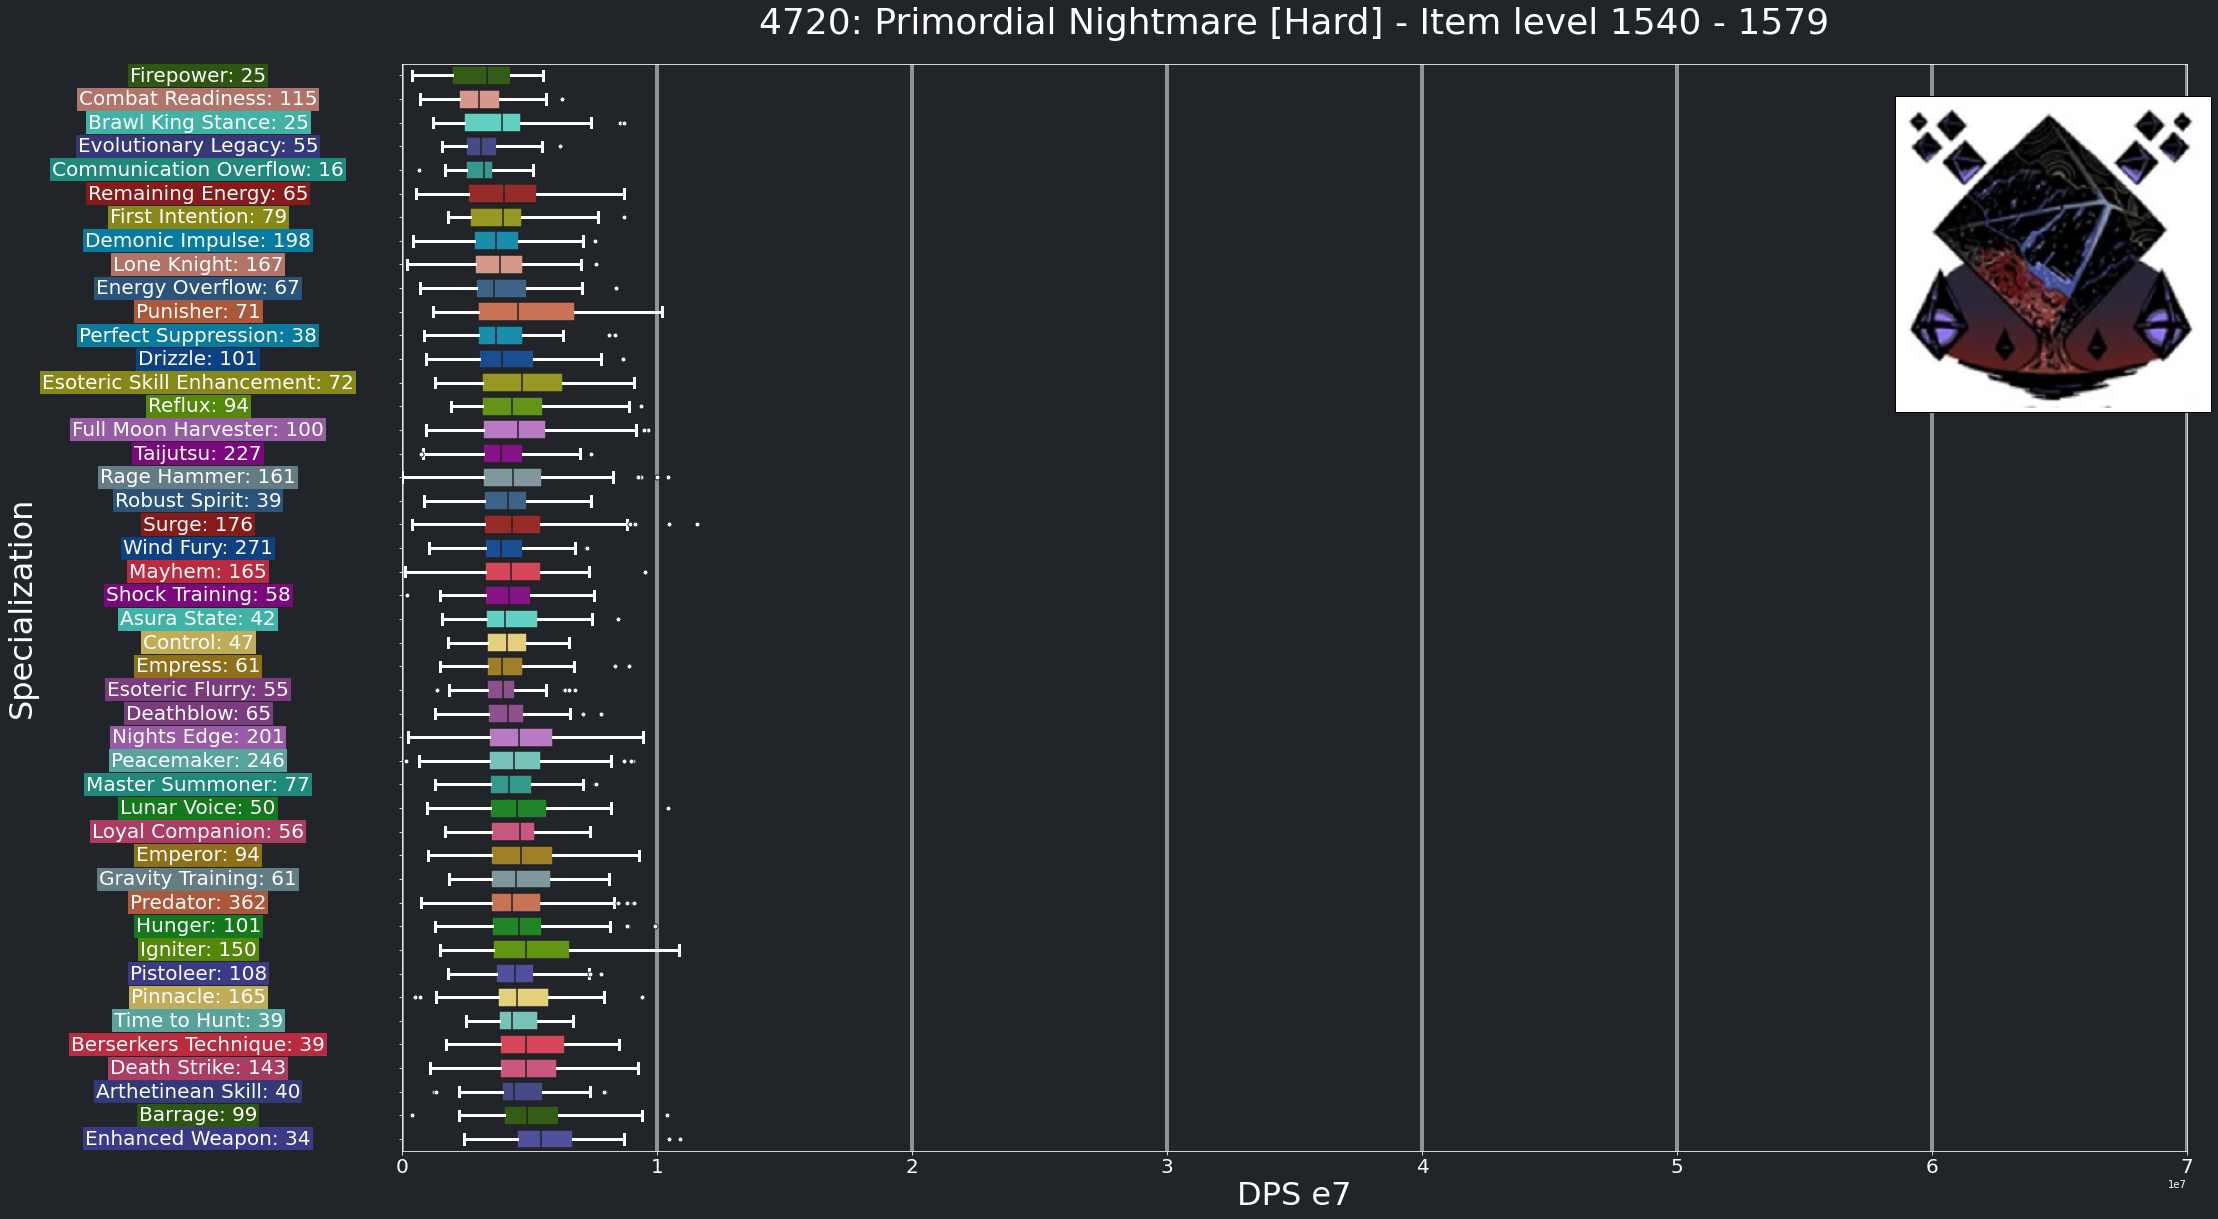 4720: Primordial Nightmare [Hard] - Item level 1540 - 1579
Specialization
Firepower: 25
Combat Readiness: 115
Brawl King Stance: 25
Evolutionary Legacy: 55
Communication Overflow: 16
Remaining Energy: 65
First Intention: 79
Demonic Impulse: 198
Lone Knight: 167
Energy Overflow: 67
Punisher: 71
Perfect Suppression: 38
Drizzle: 101
Esoteric Skill Enhancement: 72
Reflux: 94
Full Moon Harvester: 100
Taijutsu: 227
Rage Hammer: 161
Robust Spirit: 39
Surge: 176
Wind Fury: 271
Mayhem: 165
Shock Training: 58
Asura State: 42
Control: 47
Empress: 61
Esoteric Flurry: 55
Deathblow: 65
Nights Edge: 201
Peacemaker: 246
Master Summoner: 77
Lunar Voice: 50
Loyal Companion: 56
Emperor: 94
Gravity Training: 61
Predator: 362
Hunger: 101
Igniter: 150
Pistoleer: 108
Pinnacle: 165
Time to Hunt: 39
Berserkers Technique: 39
Death Strike: 143
Arthetinean Skill: 40
Barrage: 99
Enhanced Weapon: 34
0 1 2 3 4 5 6 7
1e7
DPS e7